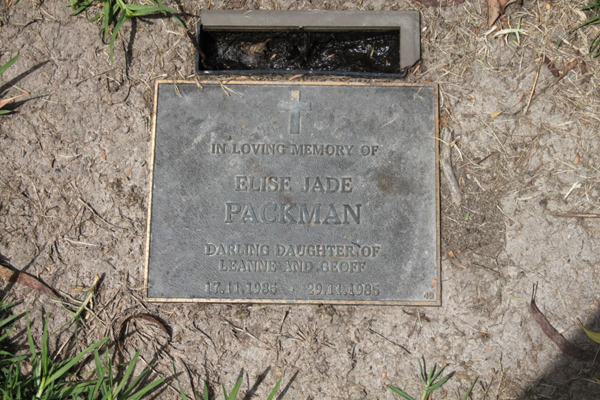 IN LOVING MEMORY OF
ELISE JADE
PACKMAN
DARLING DAUGHTER OF
LEANNE AND GEOFF
17.11.1985 - 29.11.1985